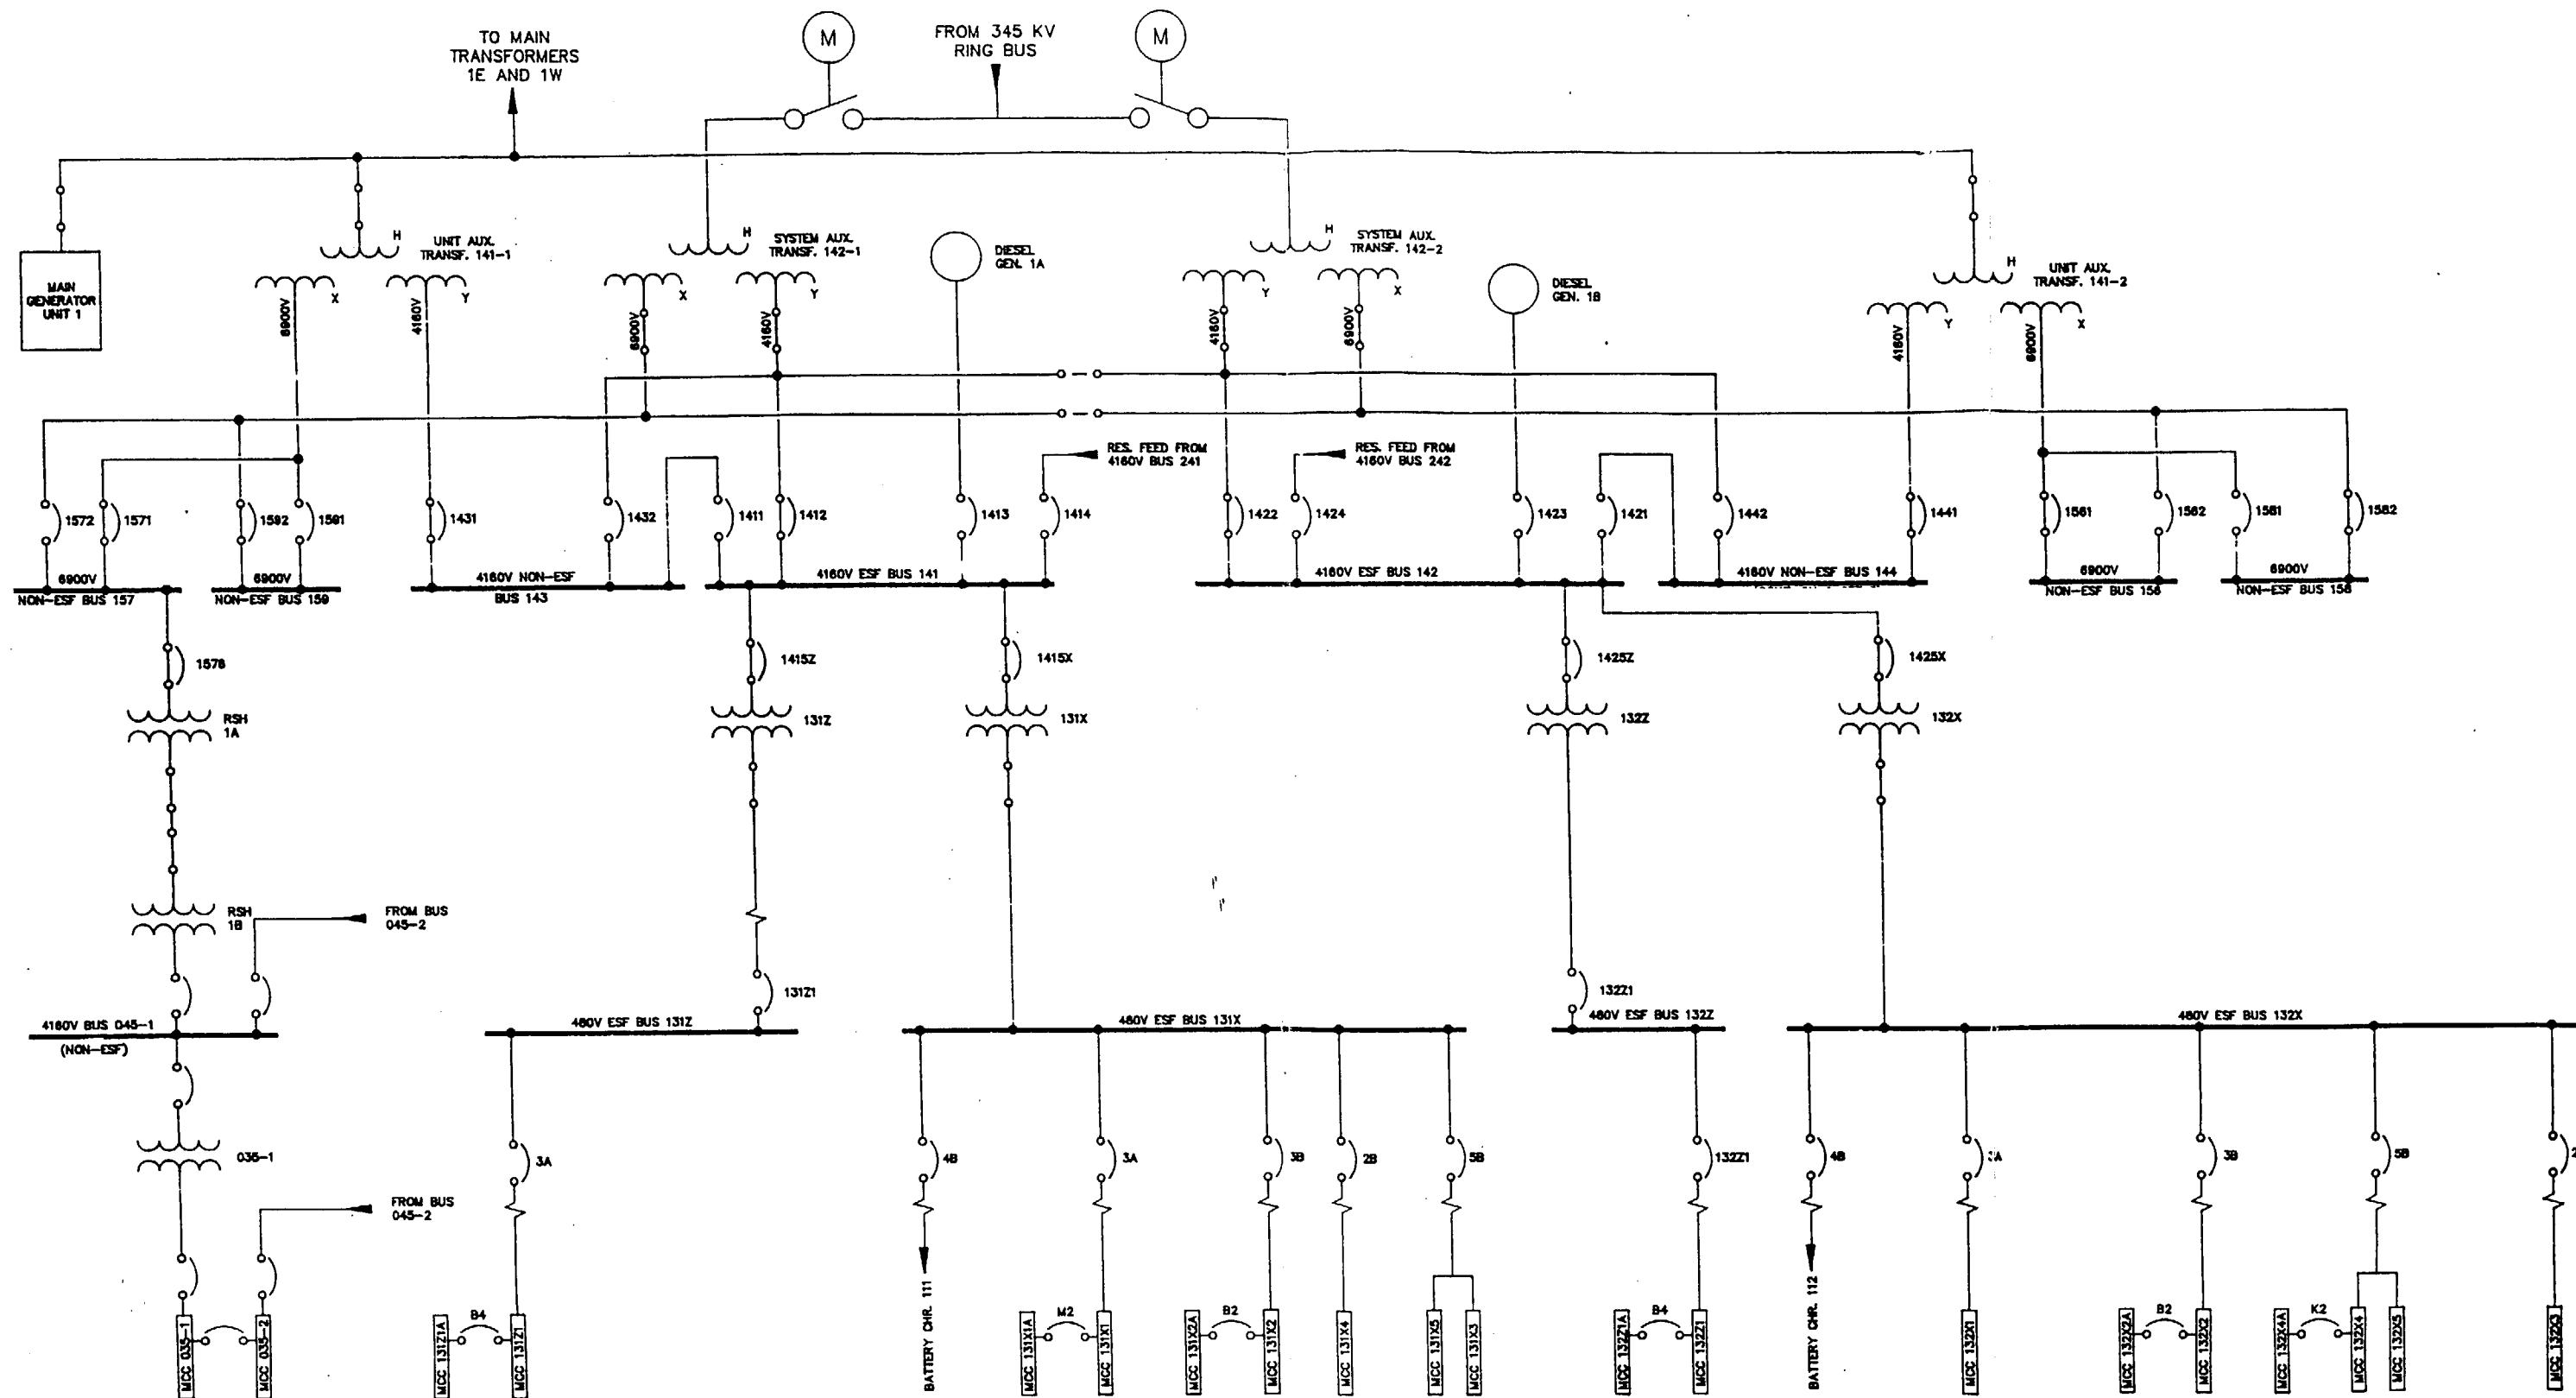 TO MAIN
TRANSFORMERS
1E AND 1W
M
FROM 345 KV
RING BUS
M
MAIN
GENERATOR
UNIT 1
H
UNIT AUX.
TRANSF. 141-1
X
Y
6900V
4160V
H
SYSTEM AUX.
TRANSF. 142-1
X
Y
6900V
4160V
DIESEL
GEN. 1A
H
SYSTEM AUX.
TRANSF. 142-2
Y
X
4160V
6900V
DIESEL
GEN. 1B
H
UNIT AUX.
TRANSF. 141-2
Y
X
4160V
6900V
RES. FEED FROM
4160V BUS 241
RES. FEED FROM
4160V BUS 242
1572
1571
1592
1591
1431
1432
1411
1412
1413
1414
1422
1424
1423
1421
1442
1441
1561
1562
1581
1582
6900V
NON-ESF BUS 157
6900V
NON-ESF BUS 159
4160V NON-ESF
BUS 143
4160V ESF BUS 141
4160V ESF BUS 142
4160V NON-ESF BUS 144
6900V
NON-ESF BUS 156
6900V
NON-ESF BUS 158
1578
1415Z
1415X
1425Z
1425X
RSH
1A
131Z
131X
132Z
132X
RSH
1B
FROM BUS
045-2
131Z1
132Z1
4160V BUS 045-1
(NON-ESF)
480V ESF BUS 131Z
480V ESF BUS 131X
480V ESF BUS 132Z
480V ESF BUS 132X
035-1
3A
4B
3A
3B
2B
5B
132Z1
4B
3B
5B
FROM BUS
045-2
MCC 035-1
MCC 035-2
MCC 131Z1A
B4
MCC 131Z1
BATTERY CHR. 111
MCC 131X1A
M2
MCC 131X1
MCC 131X2A
B2
MCC 131X2
MCC 131X4
MCC 131X5
MCC 131X3
MCC 132Z1A
B4
MCC 132Z1
BATTERY CHR. 112
MCC 132X1
MCC 132X2A
B2
MCC 132X2
MCC 132X4A
K2
MCC 132X4
MCC 132X5
MCC 132X3